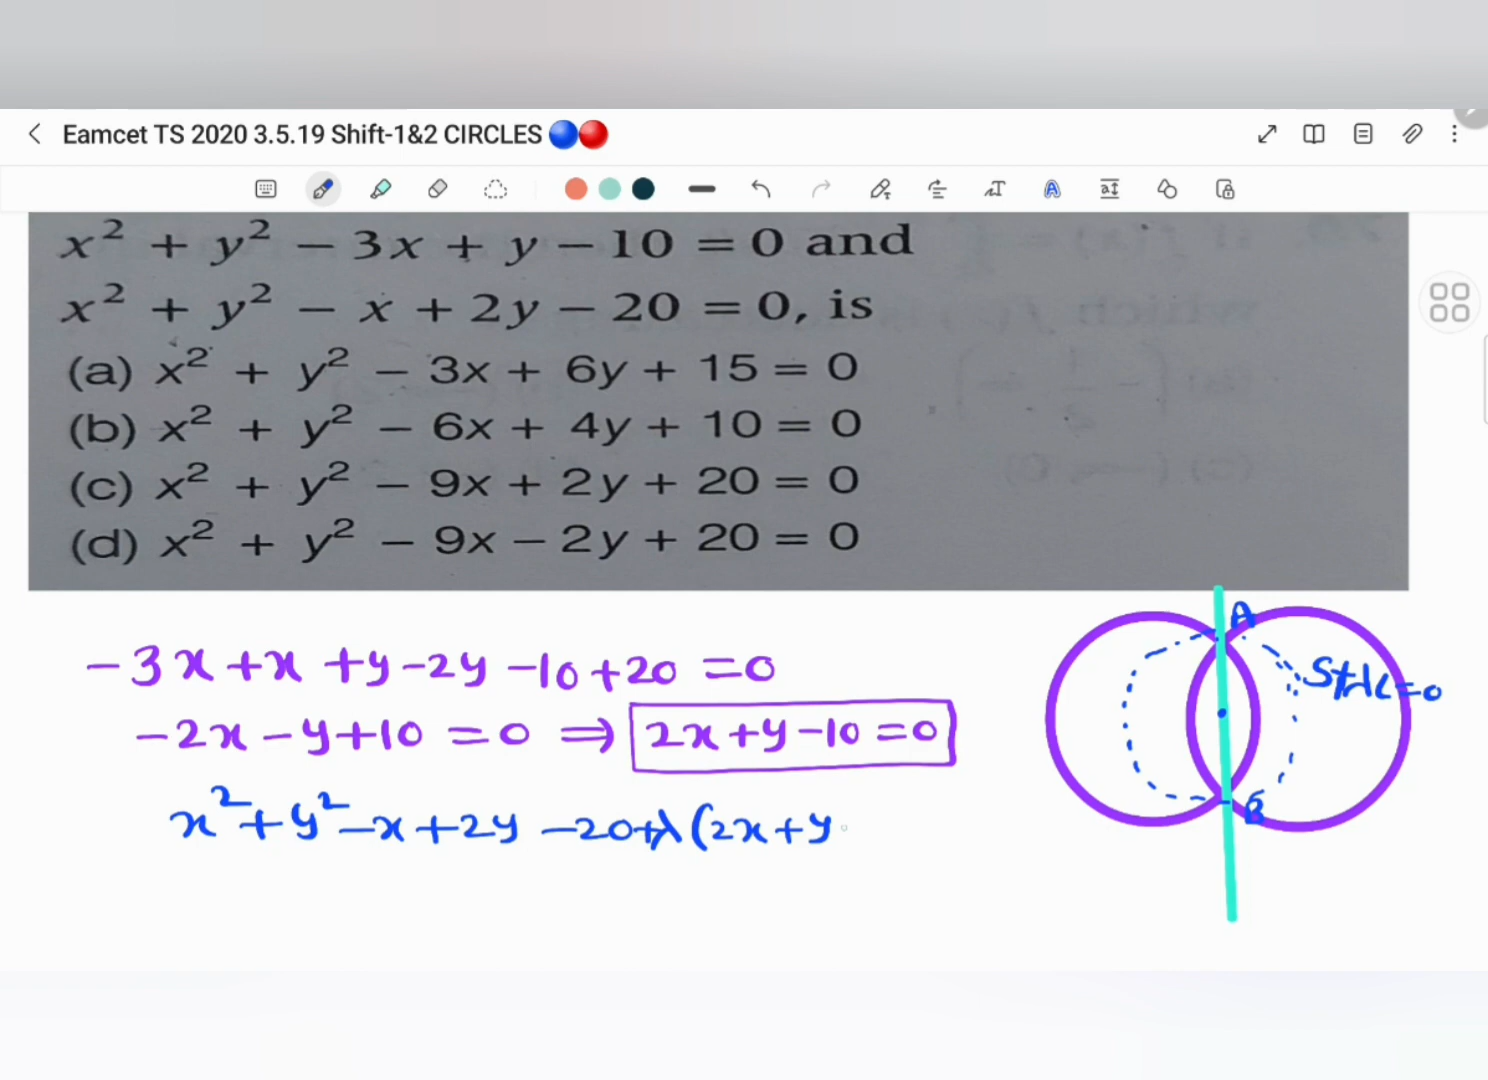 Eamcet TS 2020 3.5.19 Shift-1&2 CIRCLES
x² + y² − 3x + y − 10 = 0 and
x² + y² − x + 2y − 20 = 0, is
(a) x² + y² − 3x + 6y + 15 = 0
(b) x² + y² − 6x + 4y + 10 = 0
(c) x² + y² − 9x + 2y + 20 = 0
(d) x² + y² − 9x − 2y + 20 = 0
A
S+λL=0
B
−3x+x+y−2y−10+20=0
−2x−y+10=0 ⇒ 2x+y−10=0
x²+y²−x+2y−20+λ(2x+y